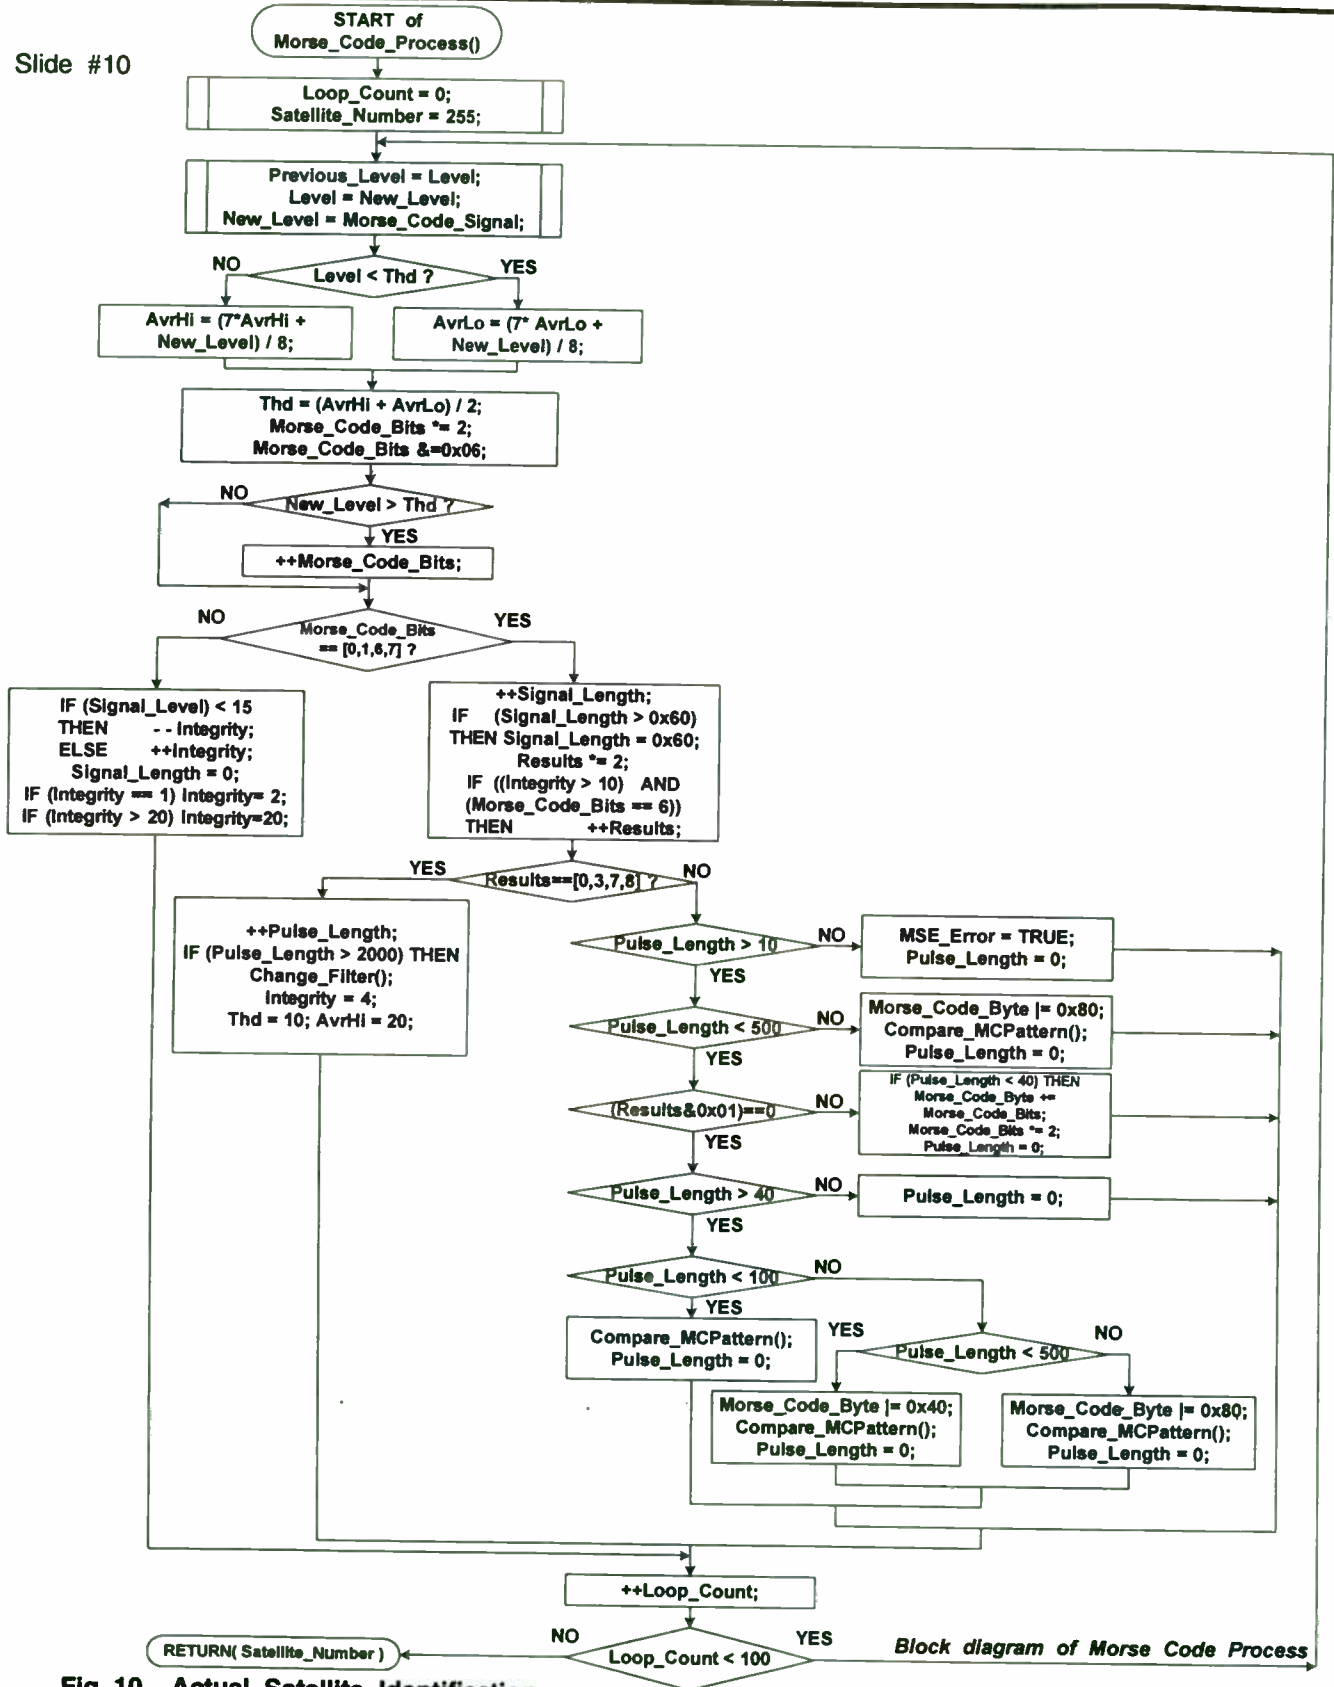 START of
Morse_Code_Process()
Slide #10
Loop_Count = 0;
Satellite_Number = 255;
Previous_Level = Level;
Level = New_Level;
New_Level = Morse_Code_Signal;
NO
Level < Thd ?
YES
AvrHi = (7*AvrHi +
New_Level) / 8;
AvrLo = (7* AvrLo +
New_Level) / 8;
Thd = (AvrHi + AvrLo) / 2;
Morse_Code_Bits *= 2;
Morse_Code_Bits &=0x06;
NO
New_Level > Thd ?
YES
++Morse_Code_Bits;
NO
Morse_Code_Bits
== [0,1,6,7] ?
YES
IF (Signal_Level) < 15
THEN - - Integrity;
ELSE ++Integrity;
Signal_Length = 0;
IF (Integrity == 1) Integrity= 2;
IF (Integrity > 20) Integrity=20;
++Signal_Length;
IF (Signal_Length > 0x60)
THEN Signal_Length = 0x60;
Results *= 2;
IF ((Integrity > 10) AND
(Morse_Code_Bits == 6))
THEN ++Results;
YES
Results==[0,3,7,8] ?
NO
++Pulse_Length;
IF (Pulse_Length > 2000) THEN
Change_Filter();
Integrity = 4;
Thd = 10; AvrHi = 20;
Pulse_Length > 10
NO
YES
MSE_Error = TRUE;
Pulse_Length = 0;
Pulse_Length < 500
NO
YES
Morse_Code_Byte |= 0x80;
Compare_MCPattern();
Pulse_Length = 0;
(Results&0x01)==0
NO
YES
IF (Pulse_Length < 40) THEN
Morse_Code_Byte +=
Morse_Code_Bits;
Morse_Code_Bits *= 2;
Pulse_Length = 0;
Pulse_Length > 40
NO
YES
Pulse_Length = 0;
Pulse_Length < 100
NO
YES
Compare_MCPattern();
Pulse_Length = 0;
YES
Pulse_Length < 500
NO
Morse_Code_Byte |= 0x40;
Compare_MCPattern();
Pulse_Length = 0;
Morse_Code_Byte |= 0x80;
Compare_MCPattern();
Pulse_Length = 0;
++Loop_Count;
RETURN( Satellite_Number )
NO
Loop_Count < 100
YES
Block diagram of Morse Code Process
Fig 10 Actual Satellite Identification